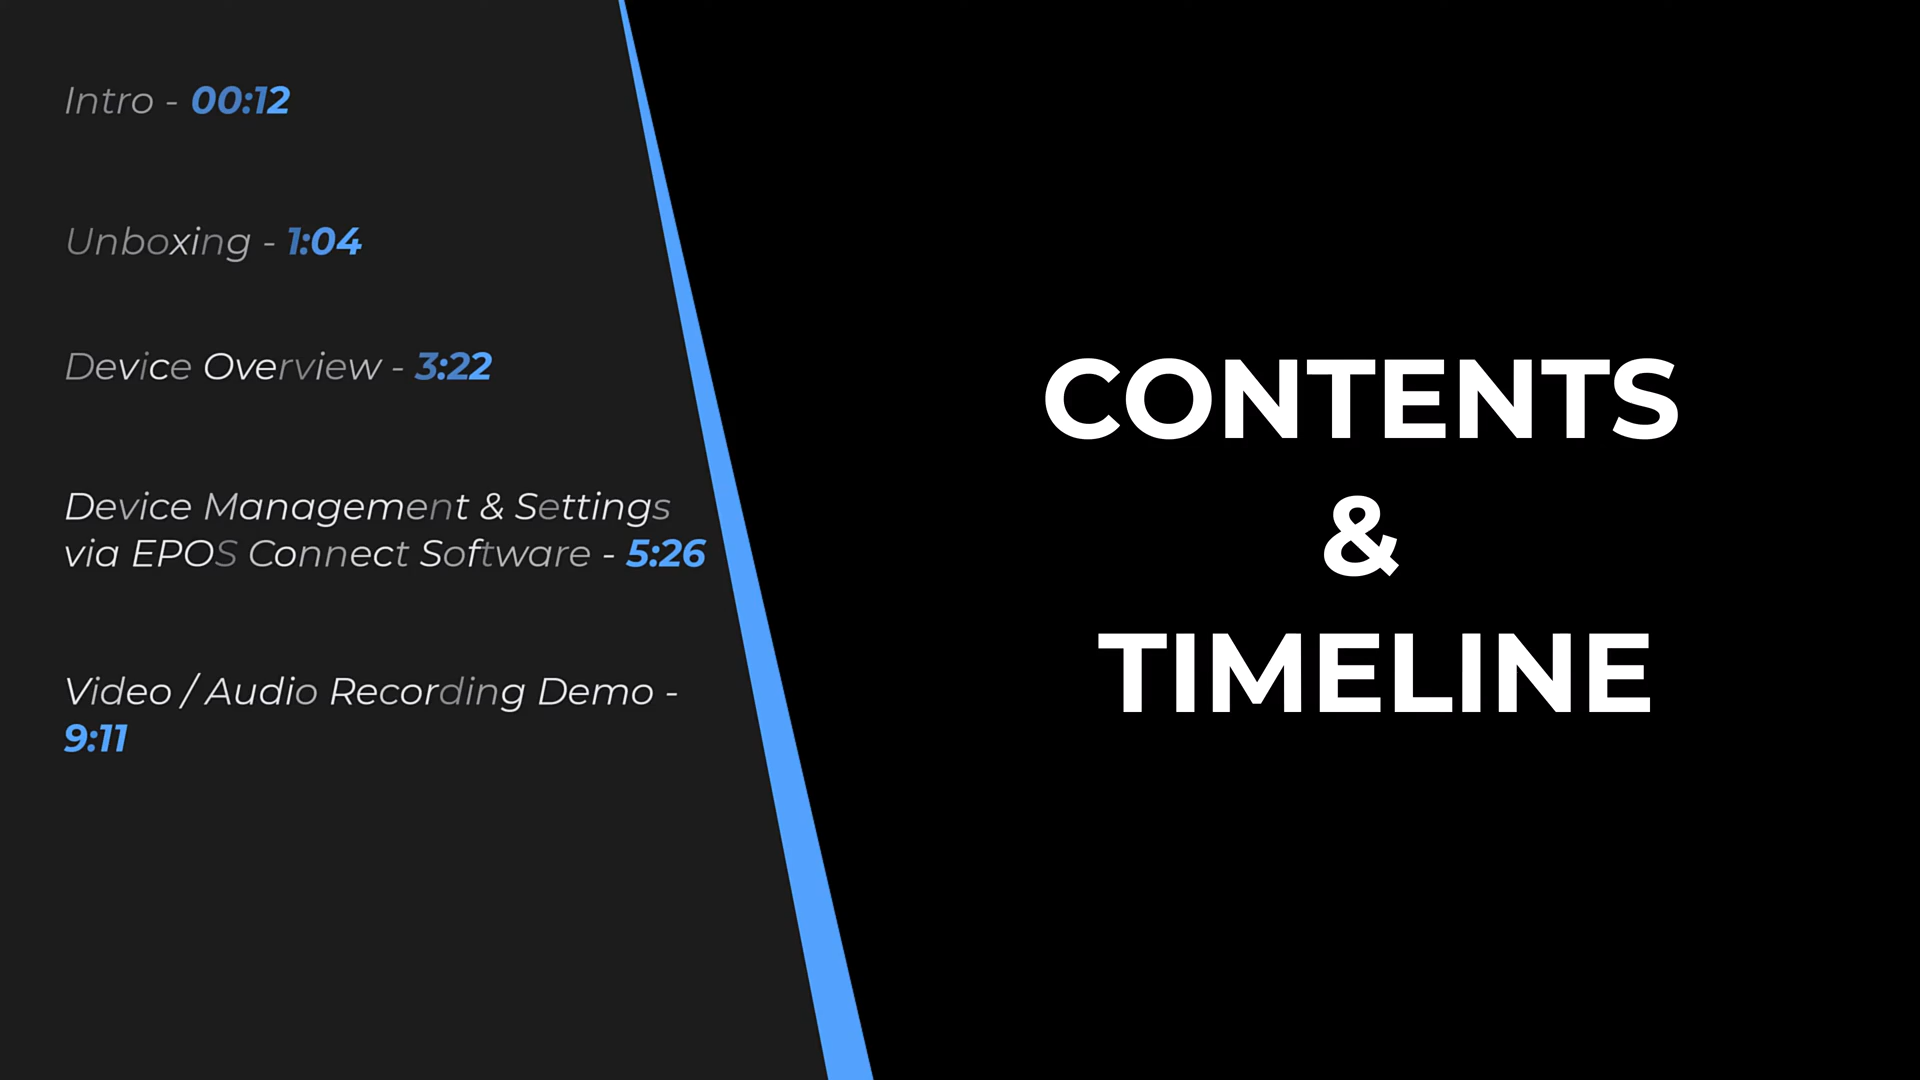 Intro - 00:12
Unboxing - 1:04
Device Overview - 3:22
Device Management & Settings
via EPOS Connect Software - 5:26
Video / Audio Recording Demo -
9:11
CONTENTS
&
TIMELINE